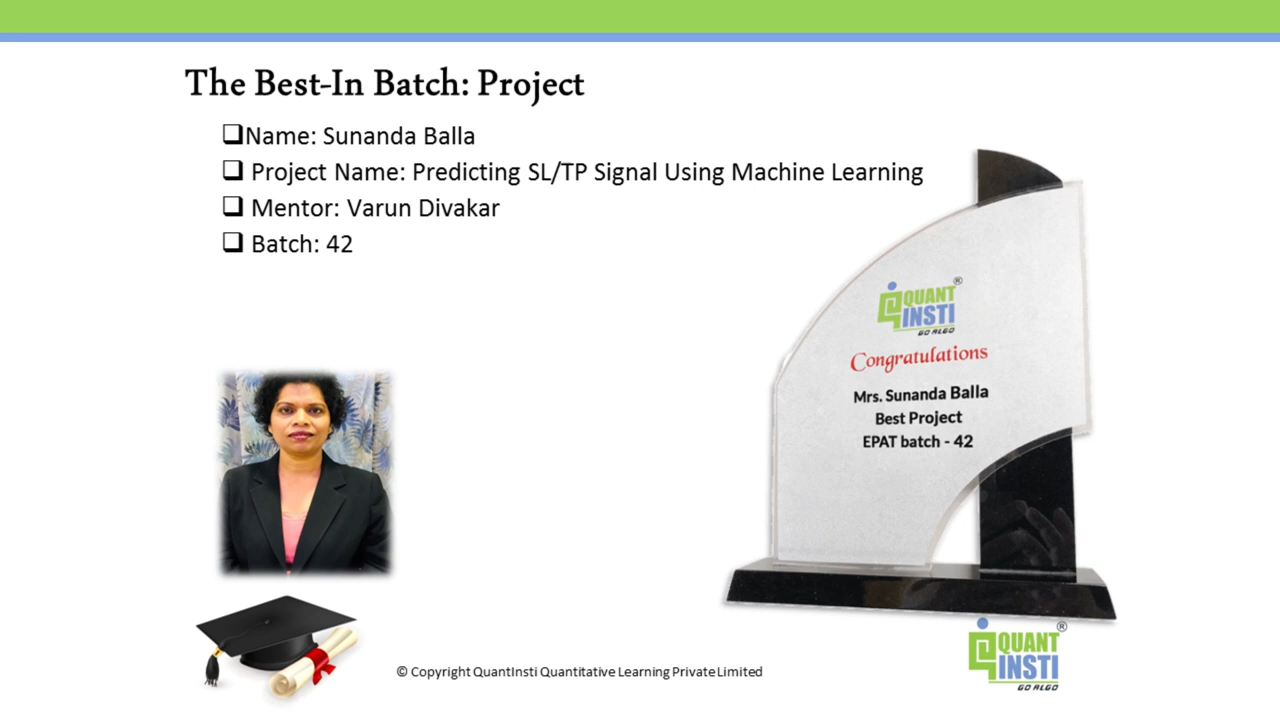 The Best-In Batch: Project
❑Name: Sunanda Balla
❑ Project Name: Predicting SL/TP Signal Using Machine Learning
❑ Mentor: Varun Divakar
❑ Batch: 42
QUANT®
INSTI
GO ALGO
Congratulations
Mrs. Sunanda Balla
Best Project
EPAT batch - 42
© Copyright QuantInsti Quantitative Learning Private Limited
QUANT®
INSTI
GO ALGO